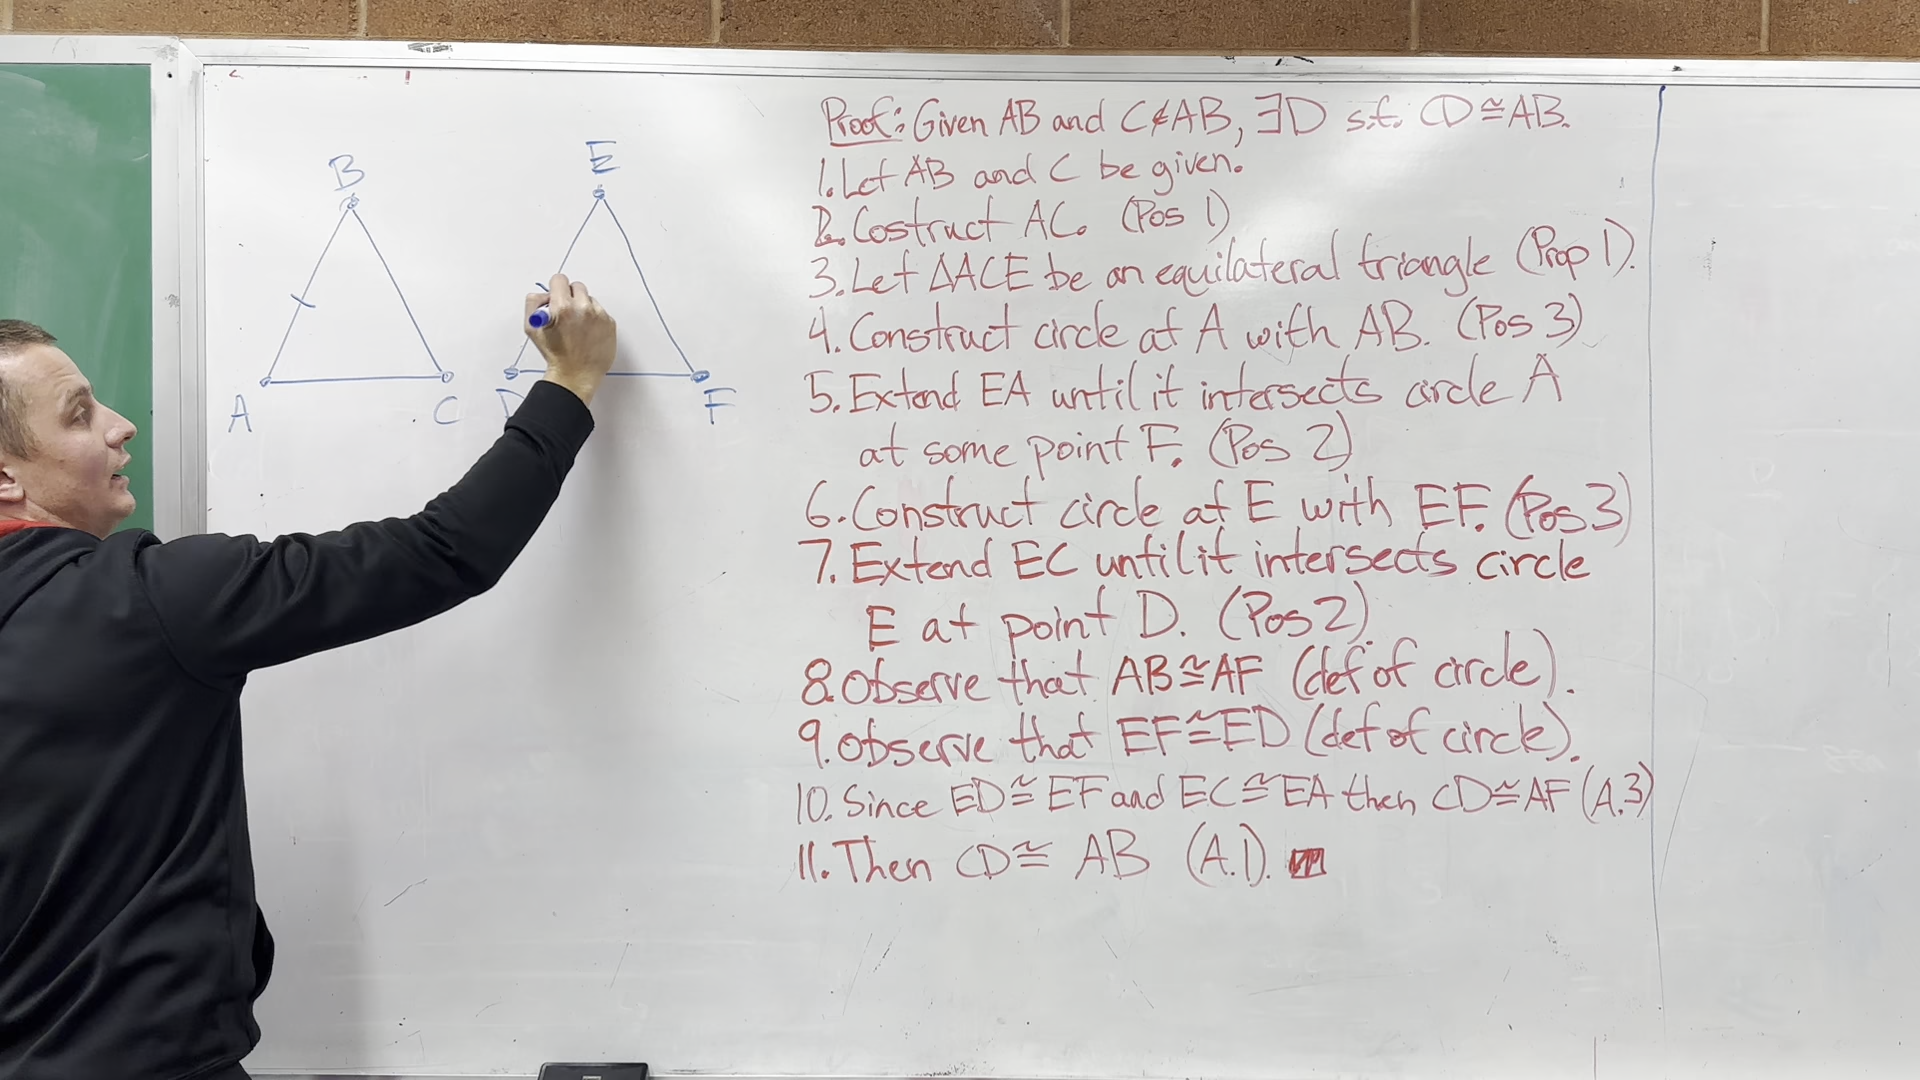 B
E
A
C
D
F
Proof: Given AB and C∉AB, ∃D s.t. CD≅AB.
1. Let AB and C be given.
2. Costruct AC. (Pos 1)
3. Let ΔACE be an equilateral triangle (Prop 1).
4. Construct circle at A with AB. (Pos 3)
5. Extend EA until it intersects circle A
at some point F. (Pos 2)
6. Construct circle at E with EF. (Pos 3)
7. Extend EC until it intersects circle
E at point D. (Pos 2).
8. Observe that AB≅AF (def of circle).
9. Observe that EF≅ED (def of circle).
10. Since ED≅EF and EC≅EA then CD≅AF (A.3)
11. Then CD≅ AB (A.1).